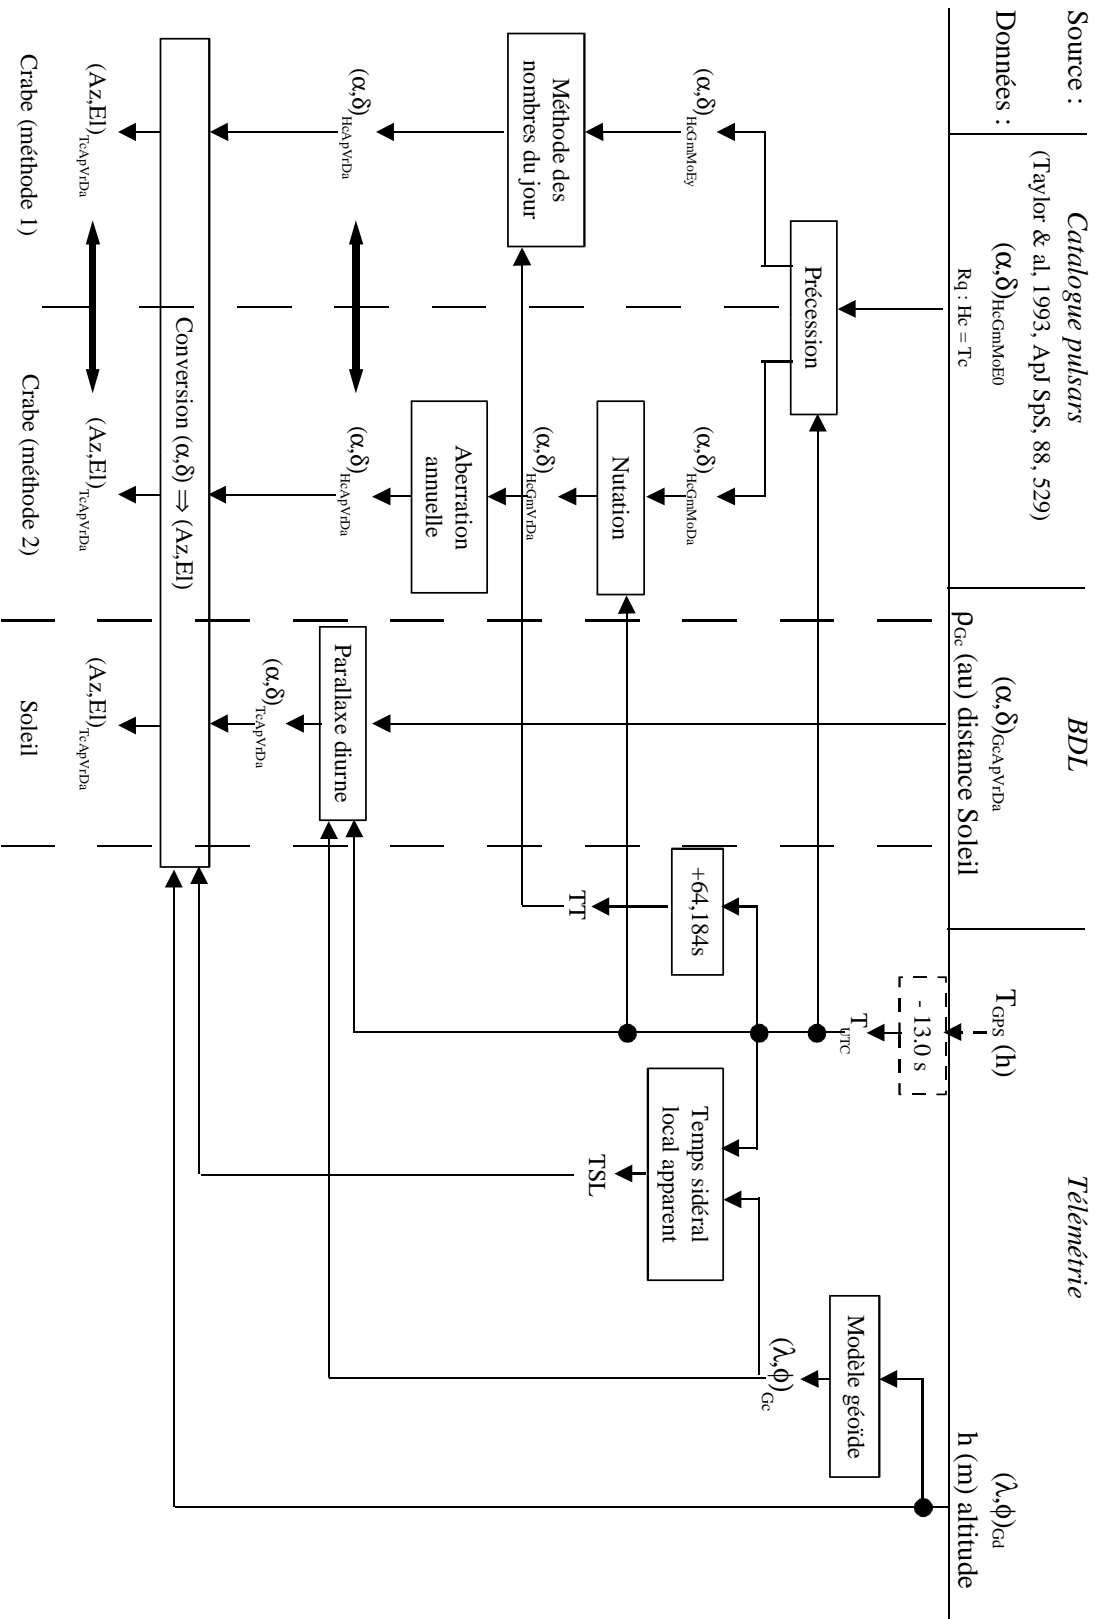 Source :
Catalogue pulsars
BDL
Télémétrie
(Taylor & al, 1993, ApJ SpS, 88, 529)
Données :
(α,δ)HcGmMoE0
(α,δ)GcApVrDa
TGPS (h)
(λ,ϕ)Gd
Rq : Hc = Tc
ρGc (au) distance Soleil
h (m) altitude
- 13.0 s
TUTC
Précession
Modèle géoïde
(λ,ϕ)Gc
(α,δ)HcGmMoEy
(α,δ)HcGmMoDa
+64,184s
Temps sidéral
local apparent
Nutation
TT
TSL
Méthode des
nombres du jour
(α,δ)HcGmVrDa
Aberration
annuelle
(α,δ)HcApVrDa
(α,δ)HcApVrDa
Parallaxe diurne
(α,δ)TcApVrDa
Conversion (α,δ) ⇒ (Az,El)
(Az,El)TcApVrDa
(Az,El)TcApVrDa
(Az,El)TcApVrDa
Crabe (méthode 1)
Crabe (méthode 2)
Soleil